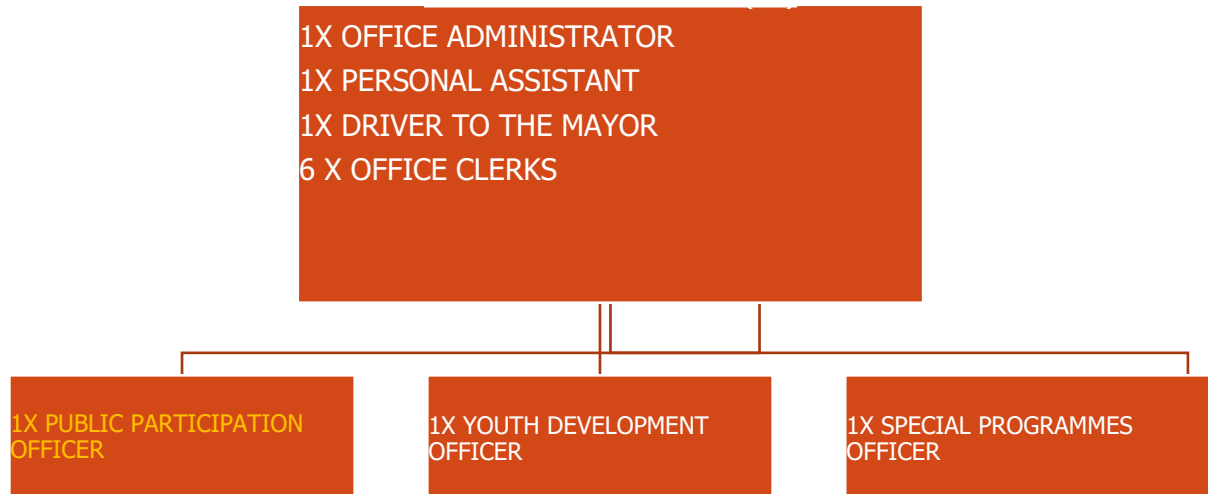 1X OFFICE ADMINISTRATOR
1X PERSONAL ASSISTANT
1X DRIVER TO THE MAYOR
6 X OFFICE CLERKS
1X PUBLIC PARTICIPATION
OFFICER
1X YOUTH DEVELOPMENT
OFFICER
1X SPECIAL PROGRAMMES
OFFICER